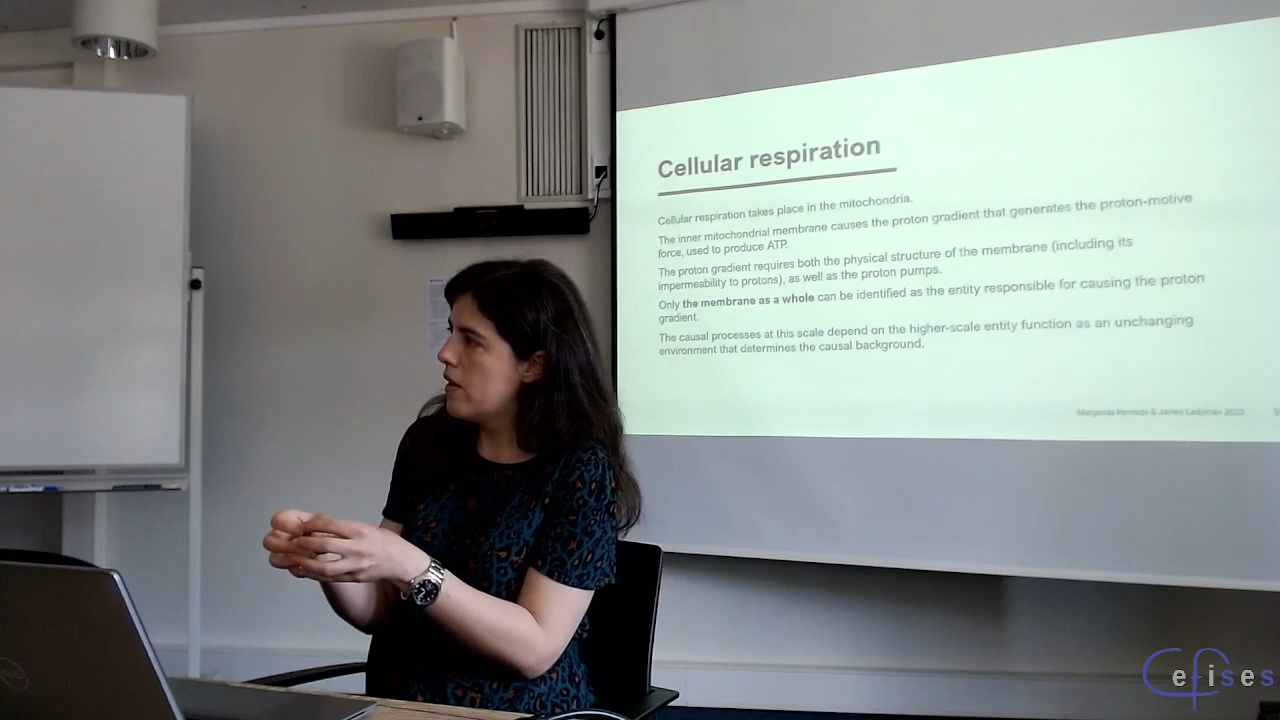 Cellular respiration
Cellular respiration takes place in the mitochondria.
The inner mitochondrial membrane causes the proton gradient that generates the proton-motive
force, used to produce ATP.
The proton gradient requires both the physical structure of the membrane (including its
impermeability to protons), as well as the proton pumps.
Only the membrane as a whole can be identified as the entity responsible for causing the proton
gradient.
The causal processes at this scale depend on the higher-scale entity function as an unchanging
environment that determines the causal background.
Margarida Hermida & James Ladyman 2023
Cefises